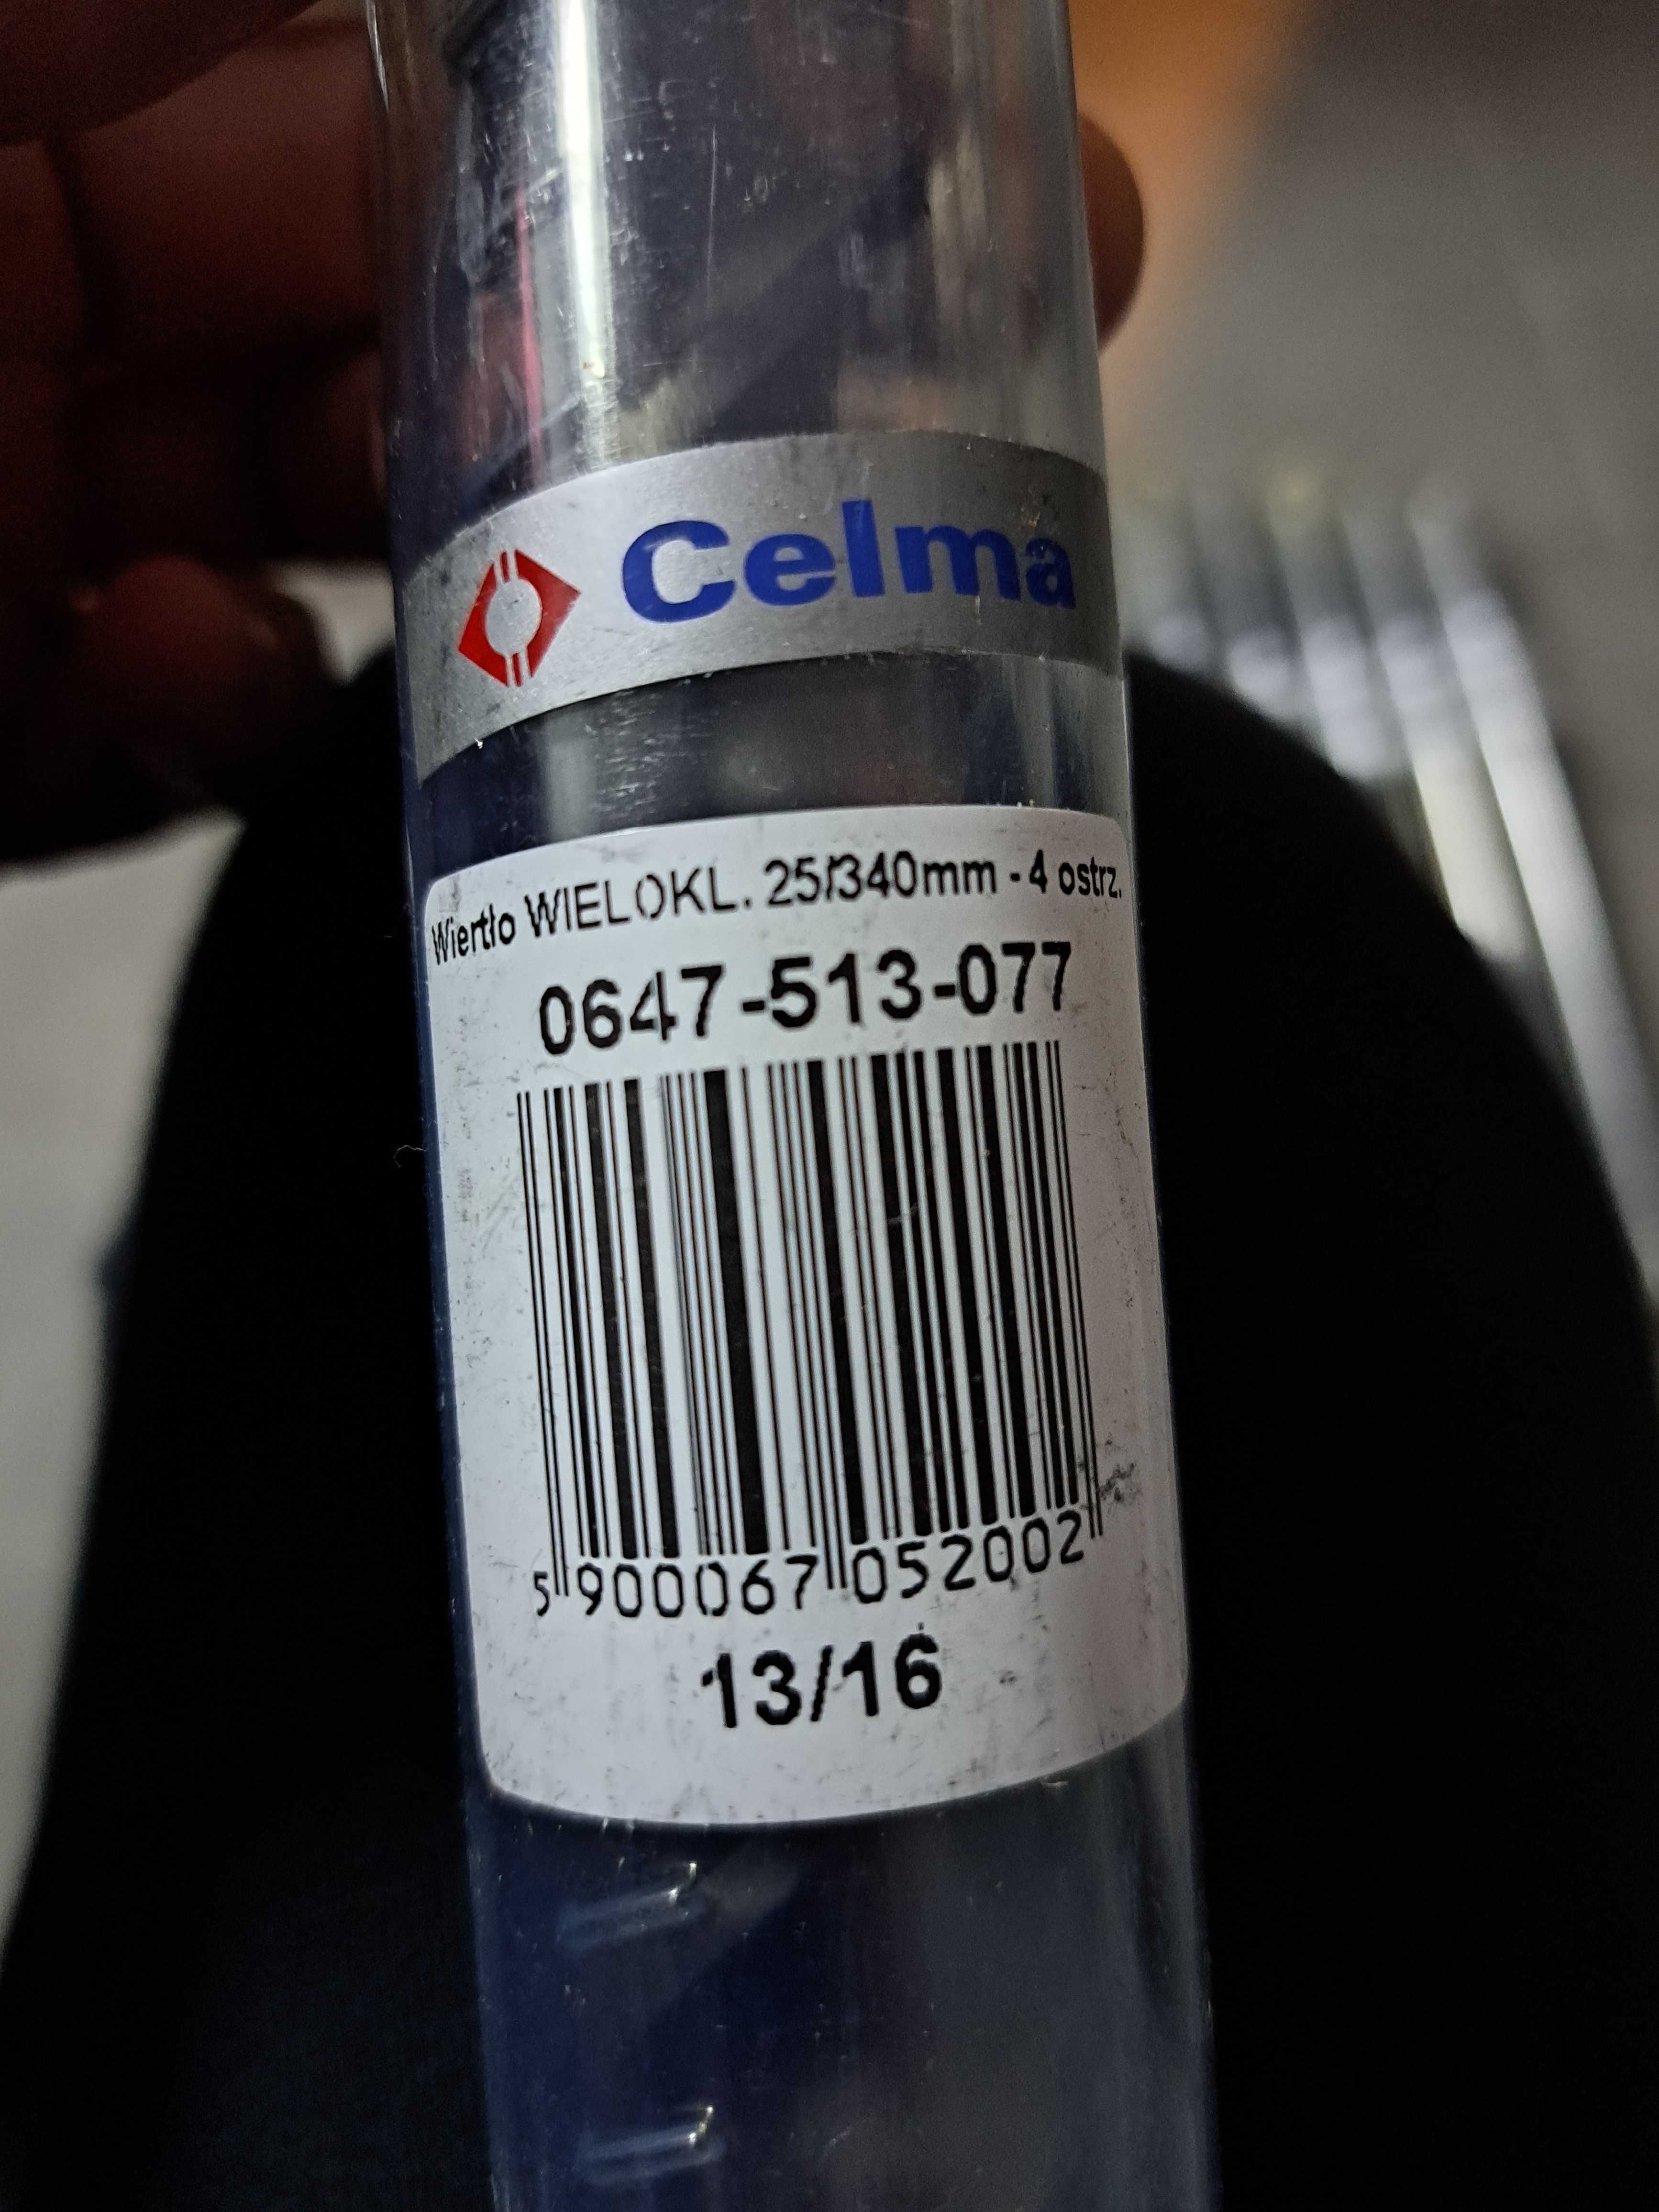 Celma
Wiertło WIELOKL. 25/340mm - 4 ostrz.
0647-513-077
5 900067 052002
13/16